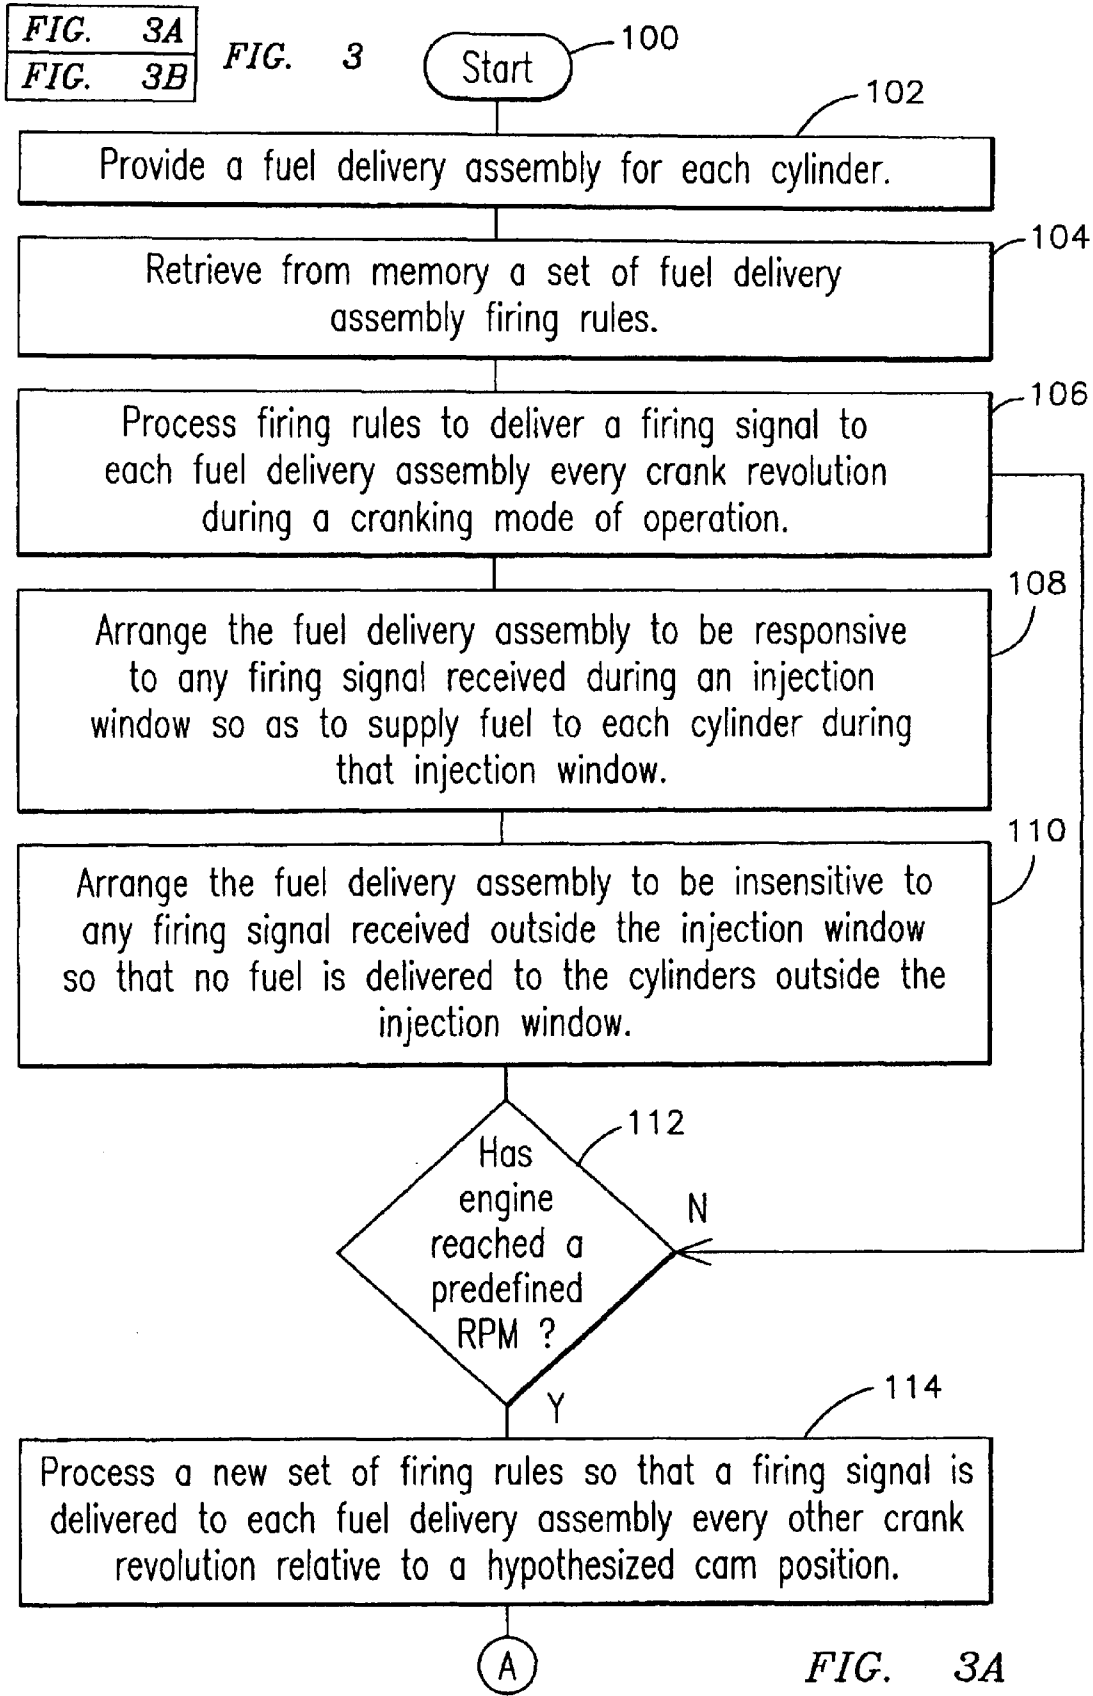 FIG. 3A
FIG. 3B
FIG. 3
Start
100
102
Provide a fuel delivery assembly for each cylinder.
104
Retrieve from memory a set of fuel delivery
assembly firing rules.
106
Process firing rules to deliver a firing signal to
each fuel delivery assembly every crank revolution
during a cranking mode of operation.
108
Arrange the fuel delivery assembly to be responsive
to any firing signal received during an injection
window so as to supply fuel to each cylinder during
that injection window.
110
Arrange the fuel delivery assembly to be insensitive to
any firing signal received outside the injection window
so that no fuel is delivered to the cylinders outside the
injection window.
112
Has
engine
reached a
predefined
RPM ?
N
Y
114
Process a new set of firing rules so that a firing signal is
delivered to each fuel delivery assembly every other crank
revolution relative to a hypothesized cam position.
A
FIG. 3A